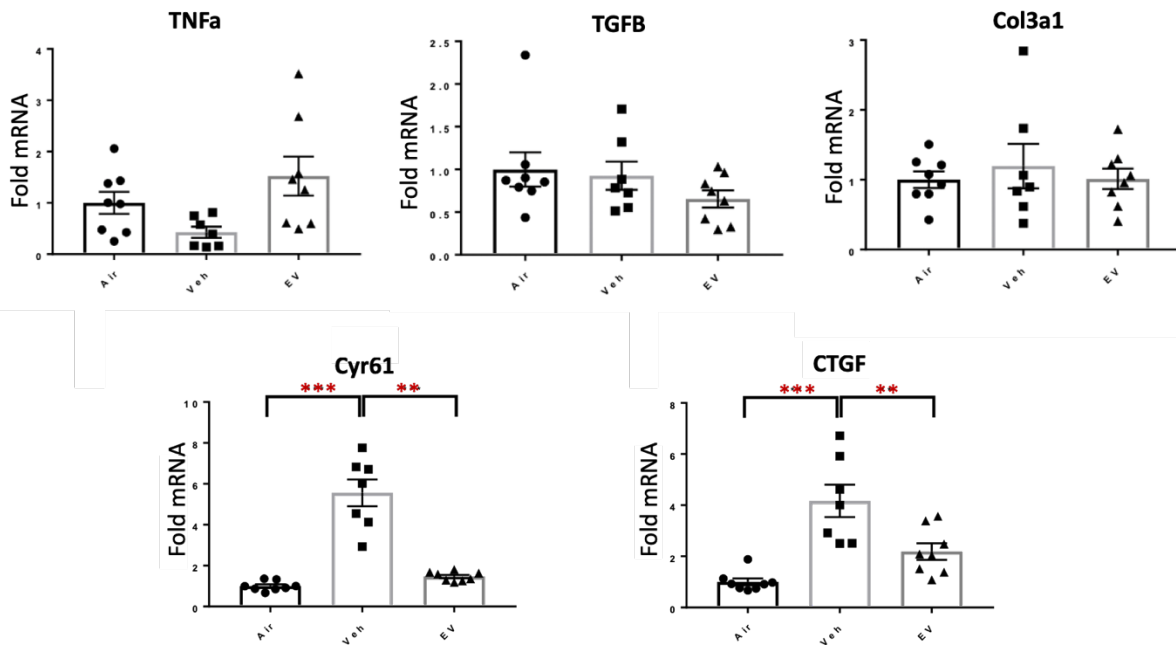 TNFa
TGFB
Col3a1
Fold mRNA
4
3
2
1
0
Air
Veh
EV
Fold mRNA
2.5
2.0
1.5
1.0
0.5
0.0
Air
Veh
EV
Fold mRNA
3
2
1
0
Air
Veh
EV
Cyr61
*** **
Fold mRNA
10
8
6
4
2
0
Air
Veh
EV
CTGF
*** **
Fold mRNA
8
6
4
2
0
Air
Veh
EV